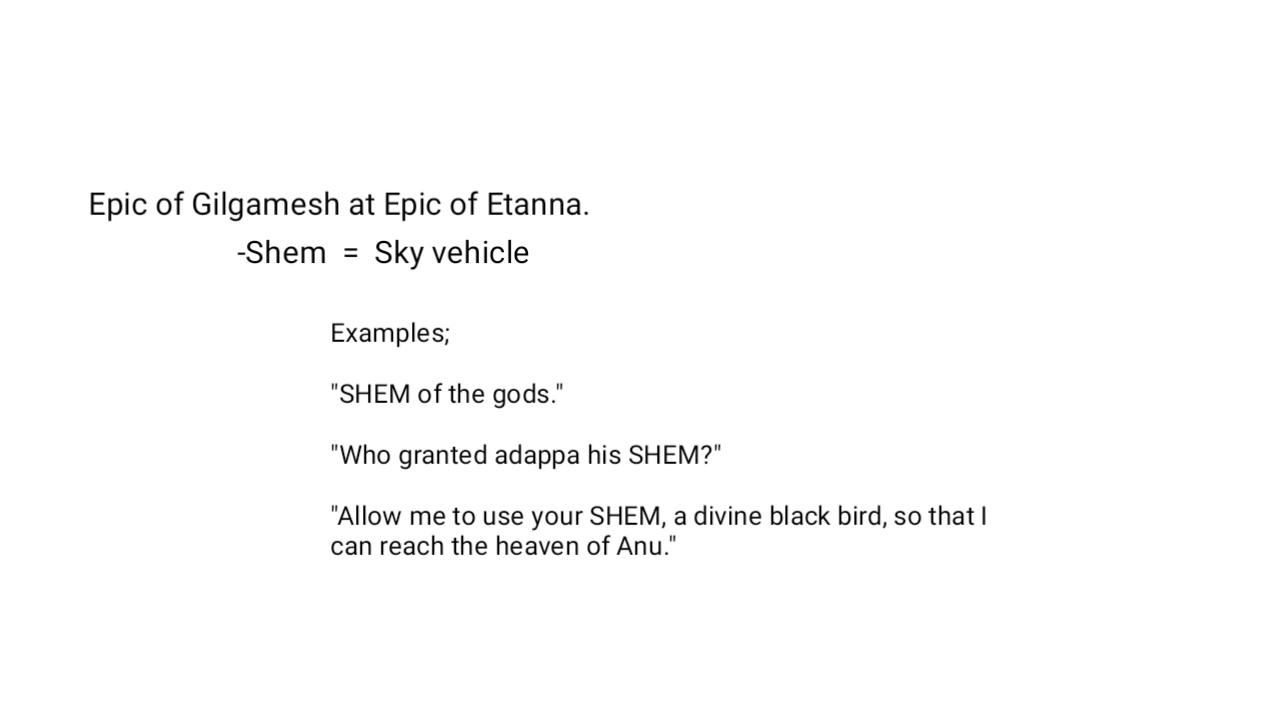 Epic of Gilgamesh at Epic of Etanna.
-Shem = Sky vehicle
Examples;
"SHEM of the gods."
"Who granted adappa his SHEM?"
"Allow me to use your SHEM, a divine black bird, so that I
can reach the heaven of Anu."